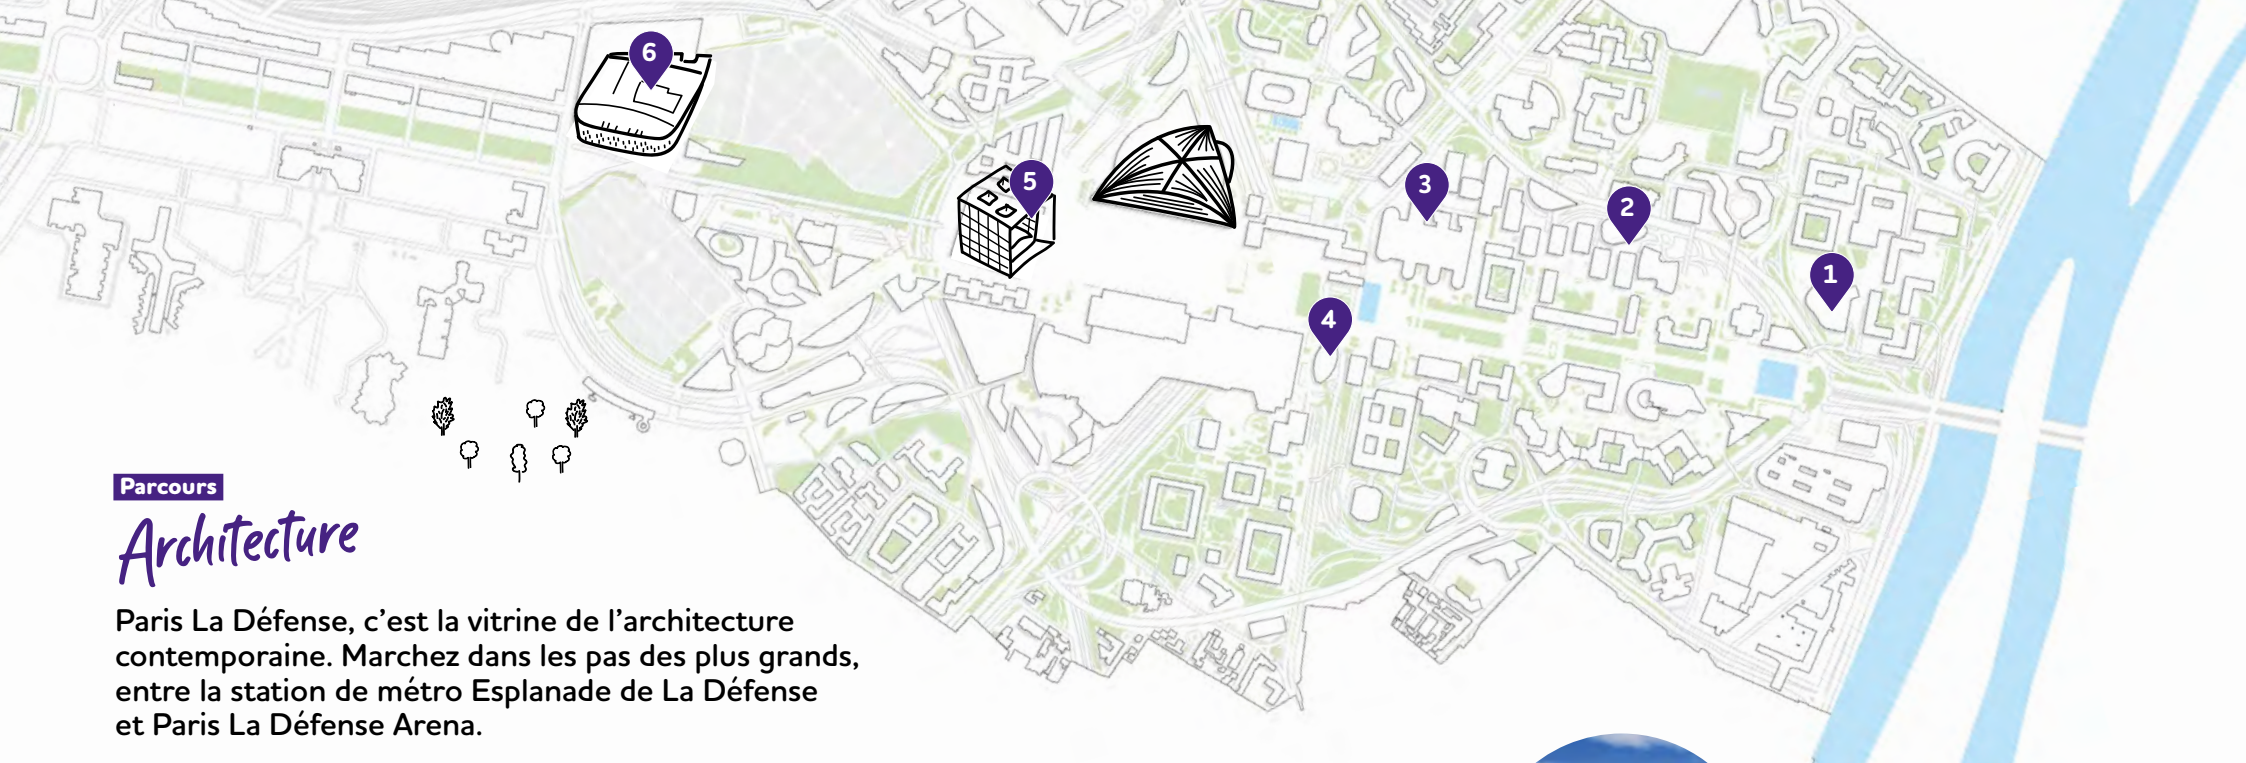 6
5
3
2
1
4
Parcours
Architecture
Paris La Défense, c’est la vitrine de l’architecture
contemporaine. Marchez dans les pas des plus grands,
entre la station de métro Esplanade de La Défense
et Paris La Défense Arena.